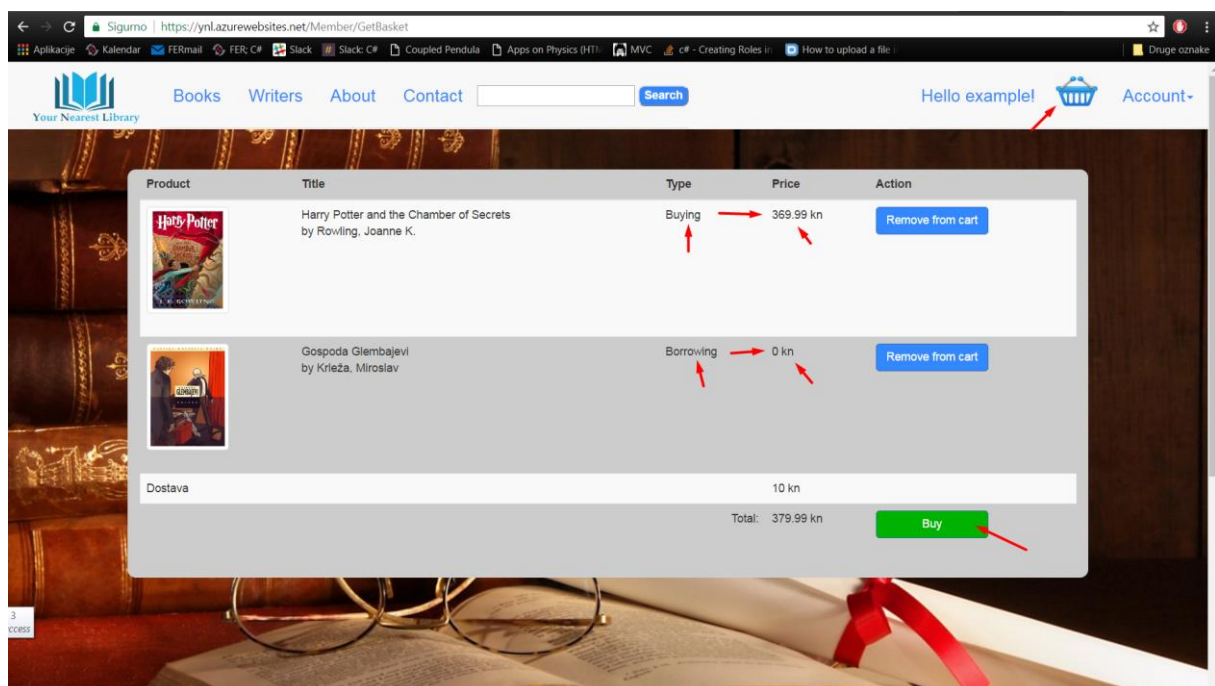 Sigurno | https://ynl.azurewebsites.net/Member/GetBasket
Aplikacije Kalendar FERmail FER; C# Slack Slack: C# Coupled Pendula Apps on Physics (HTM MVC c# - Creating Roles in How to upload a file i Druge oznake
Your Nearest Library
Books Writers About Contact Search Hello example! Account
Product Title Type Price Action
Harry Potter
J. K. ROWLING
Harry Potter and the Chamber of Secrets Buying 369.99 kn Remove from cart
by Rowling, Joanne K.
GLEMBAJEVI
Gospoda Glembajevi Borrowing 0 kn Remove from cart
by Krleža, Miroslav
Dostava 10 kn
Total: 379.99 kn Buy
3
ccess